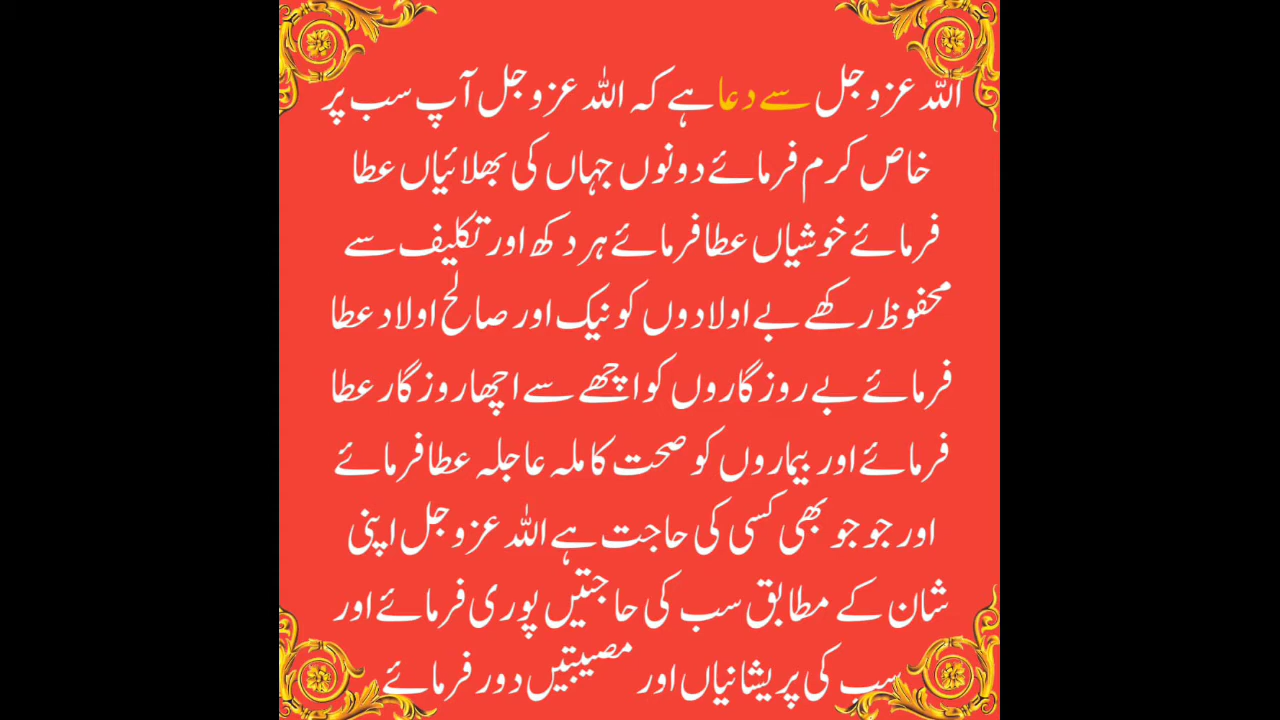 اللہ عزوجل سے دعا ہے کہ اللہ عزوجل آپ سب پر
خاص کرم فرمائے دونوں جہاں کی بھلائیاں عطا
فرمائے خوشیاں عطا فرمائے ہر دکھ اور تکلیف سے
محفوظ رکھے بے اولادوں کو نیک اور صالح اولاد عطا
فرمائے بے روزگاروں کو اچھے سے اچھا روزگار عطا
فرمائے اور بیماروں کو صحت کاملہ عاجلہ عطا فرمائے
اور جو جو بھی کسی کی حاجت ہے اللہ عزوجل اپنی
شان کے مطابق سب کی حاجتیں پوری فرمائے اور
سب کی پریشانیاں اور مصیبتیں دور فرمائے